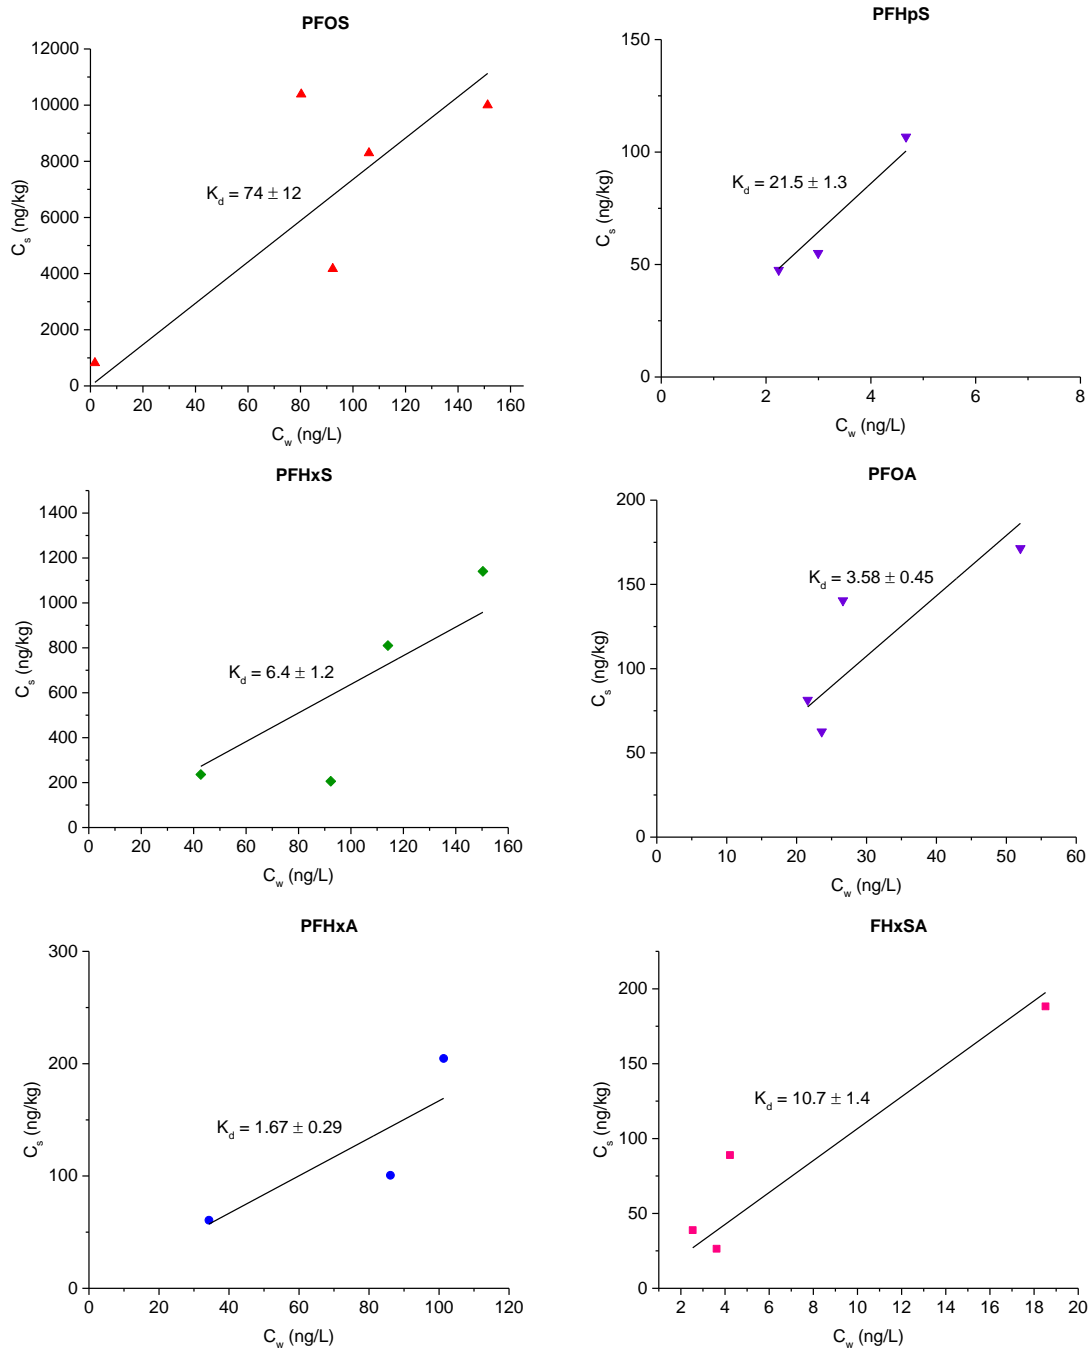 PFOS
12000
10000
8000
6000
4000
2000
0
C_s (ng/kg)
K_d = 74 ± 12
0 20 40 60 80 100 120 140 160
C_w (ng/L)
PFHpS
150
100
50
0
C_s (ng/kg)
K_d = 21.5 ± 1.3
0 2 4 6 8
C_w (ng/L)
PFHxS
1400
1200
1000
800
600
400
200
0
C_s (ng/kg)
K_d = 6.4 ± 1.2
0 20 40 60 80 100 120 140 160
C_w (ng/L)
PFOA
200
150
100
50
0
C_s (ng/kg)
K_d = 3.58 ± 0.45
0 10 20 30 40 50 60
C_w (ng/L)
PFHxA
300
200
100
0
C_s (ng/kg)
K_d = 1.67 ± 0.29
0 20 40 60 80 100 120
C_w (ng/L)
FHxSA
200
150
100
50
0
C_s (ng/kg)
K_d = 10.7 ± 1.4
2 4 6 8 10 12 14 16 18 20
C_w (ng/L)